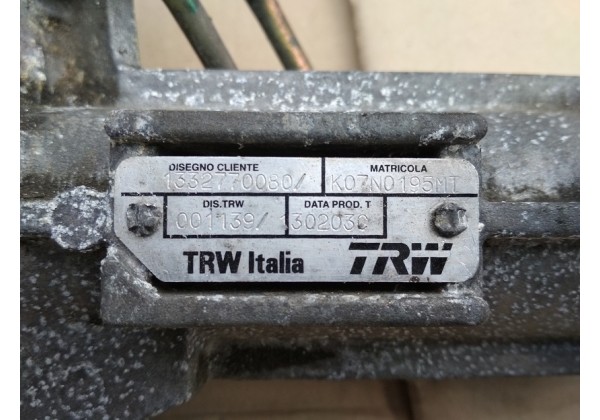 DISEGNO CLIENTE MATRICOLA
1332770080/ K07N0195MT
DIS.TRW DATA PROD. T
001139/ 302030
TRW Italia TRW